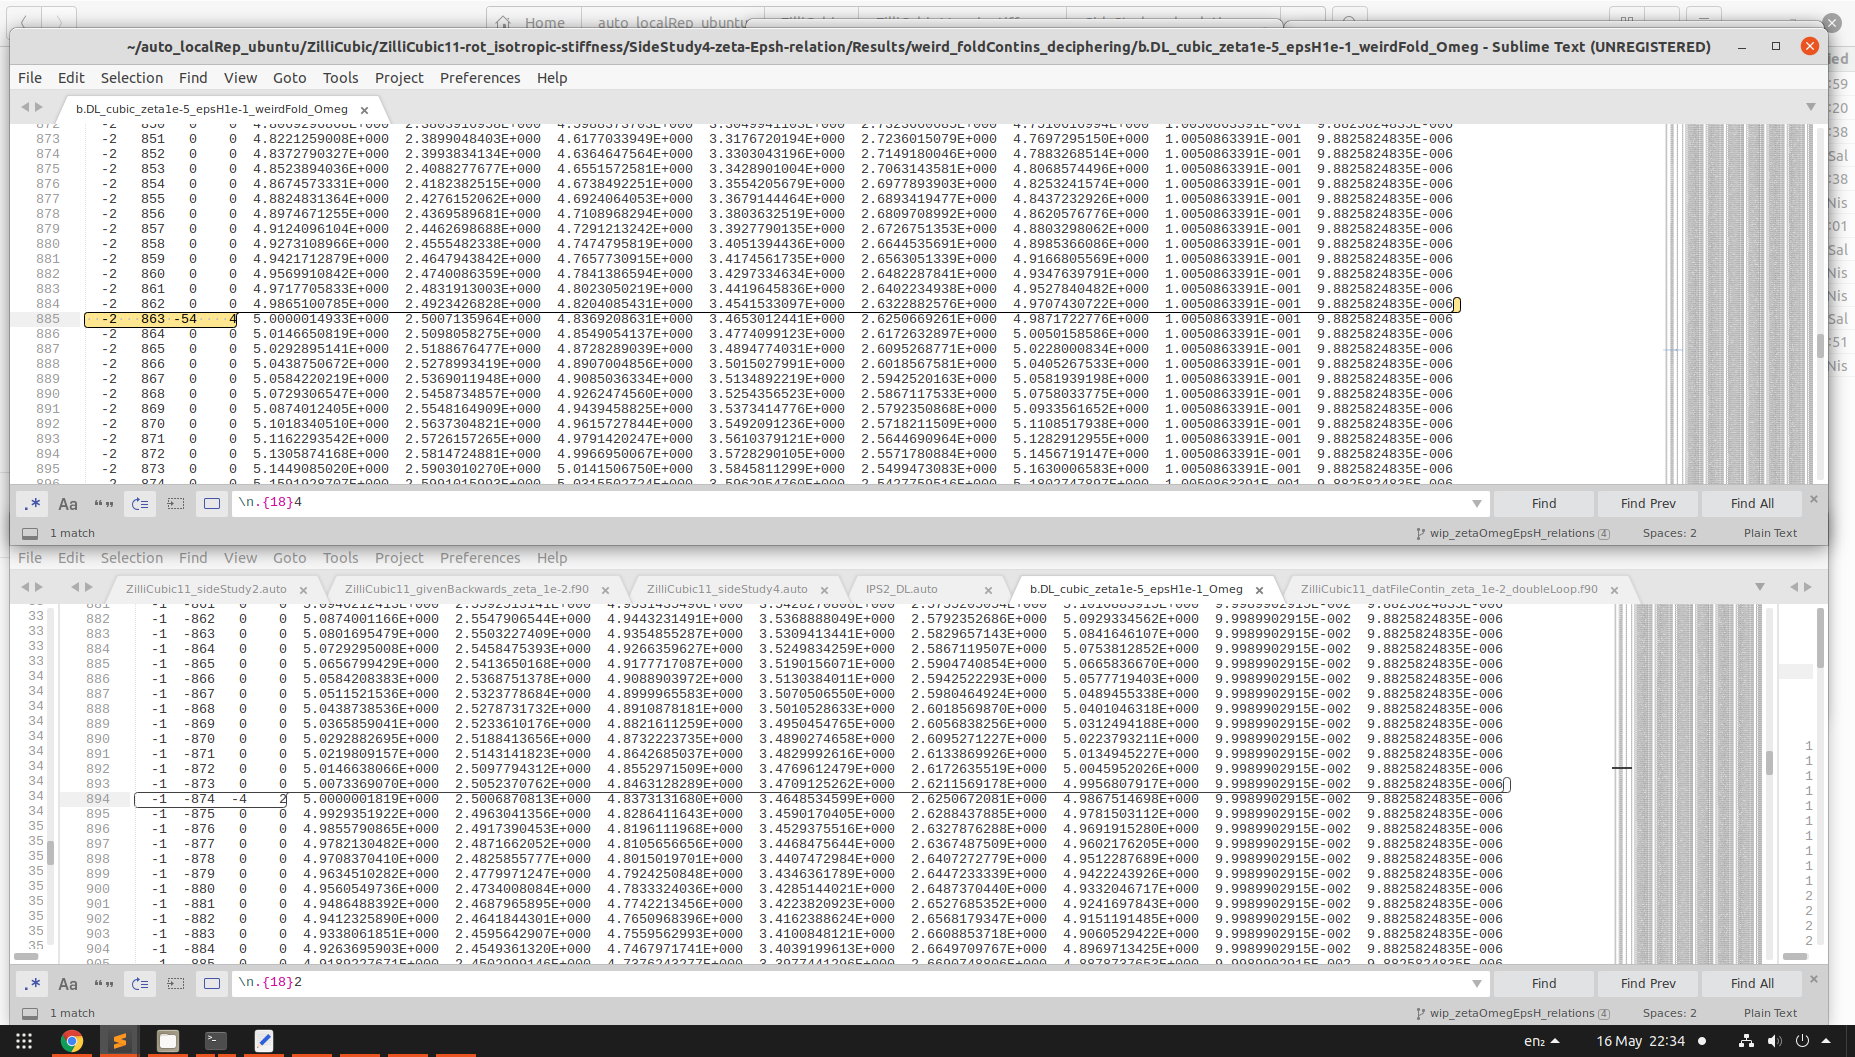 Home auto_localRep_ubuntu
~/auto_localRep_ubuntu/ZilliCubic/ZilliCubic11-rot_isotropic-stiffness/SideStudy4-zeta-Epsh-relation/Results/weird_foldContins_deciphering/b.DL_cubic_zeta1e-5_epsH1e-1_weirdFold_Omeg - Sublime Text (UNREGISTERED)
File Edit Selection Find View Goto Tools Project Preferences Help
b.DL_cubic_zeta1e-5_epsH1e-1_weirdFold_Omeg ×
873 -2 851 0 0 4.8221259008E+000 2.3899048403E+000 4.6177033949E+000 3.3176720194E+000 2.7236015079E+000 4.7697295150E+000 1.0050863391E-001 9.8825824835E-006
874 -2 852 0 0 4.8372790327E+000 2.3993834134E+000 4.6364647564E+000 3.3303043196E+000 2.7149180046E+000 4.7883268514E+000 1.0050863391E-001 9.8825824835E-006
875 -2 853 0 0 4.8523894036E+000 2.4088277677E+000 4.6551572581E+000 3.3428901004E+000 2.7063143581E+000 4.8068574496E+000 1.0050863391E-001 9.8825824835E-006
876 -2 854 0 0 4.8674573331E+000 2.4182382515E+000 4.6738492251E+000 3.3554205679E+000 2.6977893903E+000 4.8253241574E+000 1.0050863391E-001 9.8825824835E-006
877 -2 855 0 0 4.8824831364E+000 2.4276152062E+000 4.6924064053E+000 3.3679144464E+000 2.6893419477E+000 4.8437232926E+000 1.0050863391E-001 9.8825824835E-006
878 -2 856 0 0 4.8974671255E+000 2.4369589681E+000 4.7108968294E+000 3.3803632519E+000 2.6809708992E+000 4.8620576776E+000 1.0050863391E-001 9.8825824835E-006
879 -2 857 0 0 4.9124096104E+000 2.4462698688E+000 4.7291213242E+000 3.3927790135E+000 2.6726751353E+000 4.8803298062E+000 1.0050863391E-001 9.8825824835E-006
880 -2 858 0 0 4.9273108966E+000 2.4555482338E+000 4.7474795819E+000 3.4051394436E+000 2.6644535691E+000 4.8985366086E+000 1.0050863391E-001 9.8825824835E-006
881 -2 859 0 0 4.9421712879E+000 2.4647943842E+000 4.7657730915E+000 3.4174561735E+000 2.6563051339E+000 4.9166805569E+000 1.0050863391E-001 9.8825824835E-006
882 -2 860 0 0 4.9569910842E+000 2.4740086359E+000 4.7841386594E+000 3.4297334634E+000 2.6482287841E+000 4.9347639791E+000 1.0050863391E-001 9.8825824835E-006
883 -2 861 0 0 4.9717705833E+000 2.4831913003E+000 4.8023050219E+000 3.4419645836E+000 2.6402234938E+000 4.9527840482E+000 1.0050863391E-001 9.8825824835E-006
884 -2 862 0 0 4.9865100785E+000 2.4923426828E+000 4.8204085431E+000 3.4541533097E+000 2.6322882576E+000 4.9707430722E+000 1.0050863391E-001 9.8825824835E-006
885 -2 863 -54 4 5.0000014933E+000 2.5007135964E+000 4.8369208631E+000 3.4653012441E+000 2.6250669261E+000 4.9871722776E+000 1.0050863391E-001 9.8825824835E-006
886 -2 864 0 0 5.0146650819E+000 2.5098058275E+000 4.8549054137E+000 3.4774099123E+000 2.6172632897E+000 5.0050158586E+000 1.0050863391E-001 9.8825824835E-006
887 -2 865 0 0 5.0292895141E+000 2.5188676477E+000 4.8728289039E+000 3.4894774031E+000 2.6095268771E+000 5.0228000834E+000 1.0050863391E-001 9.8825824835E-006
888 -2 866 0 0 5.0438750672E+000 2.5278993419E+000 4.8907004856E+000 3.5015027991E+000 2.6018567581E+000 5.0405267533E+000 1.0050863391E-001 9.8825824835E-006
889 -2 867 0 0 5.0584220219E+000 2.5369011948E+000 4.9085036334E+000 3.5134892219E+000 2.5942520163E+000 5.0581939198E+000 1.0050863391E-001 9.8825824835E-006
890 -2 868 0 0 5.0729306547E+000 2.5458734857E+000 4.9262474560E+000 3.5254356523E+000 2.5867117533E+000 5.0758033775E+000 1.0050863391E-001 9.8825824835E-006
891 -2 869 0 0 5.0874012405E+000 2.5548164909E+000 4.9439458825E+000 3.5373414776E+000 2.5792350868E+000 5.0933561652E+000 1.0050863391E-001 9.8825824835E-006
892 -2 870 0 0 5.1018340510E+000 2.5637304821E+000 4.9615727844E+000 3.5492091236E+000 2.5718211509E+000 5.1108517938E+000 1.0050863391E-001 9.8825824835E-006
893 -2 871 0 0 5.1162293542E+000 2.5726157265E+000 4.9791420247E+000 3.5610379121E+000 2.5644690964E+000 5.1282912955E+000 1.0050863391E-001 9.8825824835E-006
894 -2 872 0 0 5.1305874168E+000 2.5814724881E+000 4.9966950067E+000 3.5728290105E+000 2.5571780884E+000 5.1456719147E+000 1.0050863391E-001 9.8825824835E-006
895 -2 873 0 0 5.1449085020E+000 2.5903010270E+000 5.0141506750E+000 3.5845811299E+000 2.5499473083E+000 5.1630006583E+000 1.0050863391E-001 9.8825824835E-006
.* Aa “” \n.{18}4 Find Find Prev Find All ×
1 match wip_zetaOmegEpsH_relations 4 Spaces: 2 Plain Text
File Edit Selection Find View Goto Tools Project Preferences Help
ZilliCubic11_sideStudy2.auto × ZilliCubic11_givenBackwards_zeta_1e-2.f90 × ZilliCubic11_sideStudy4.auto × IPS2_DL.auto × b.DL_cubic_zeta1e-5_epsH1e-1_Omeg × ZilliCubic11_datFileContin_zeta_1e-2_doubleLoop.f90 ×
882 -1 -862 0 0 5.0874001166E+000 2.5547906544E+000 4.9443231491E+000 3.5368888049E+000 2.5792352686E+000 5.0929334562E+000 9.9989902915E-002 9.8825824835E-006
883 -1 -863 0 0 5.0801695479E+000 2.5503227409E+000 4.9354855287E+000 3.5309413441E+000 2.5829657143E+000 5.0841646107E+000 9.9989902915E-002 9.8825824835E-006
884 -1 -864 0 0 5.0729295008E+000 2.5458475393E+000 4.9266359627E+000 3.5249834259E+000 2.5867119507E+000 5.0753812852E+000 9.9989902915E-002 9.8825824835E-006
885 -1 -865 0 0 5.0656799429E+000 2.5413650168E+000 4.9177717087E+000 3.5190156071E+000 2.5904740854E+000 5.0665836670E+000 9.9989902915E-002 9.8825824835E-006
886 -1 -866 0 0 5.0584208383E+000 2.5368751378E+000 4.9088903972E+000 3.5130384011E+000 2.5942522293E+000 5.0577719403E+000 9.9989902915E-002 9.8825824835E-006
887 -1 -867 0 0 5.0511521536E+000 2.5323778684E+000 4.8999965583E+000 3.5070506550E+000 2.5980464924E+000 5.0489455338E+000 9.9989902915E-002 9.8825824835E-006
888 -1 -868 0 0 5.0438738536E+000 2.5278731732E+000 4.8910878181E+000 3.5010528633E+000 2.6018569870E+000 5.0401046318E+000 9.9989902915E-002 9.8825824835E-006
889 -1 -869 0 0 5.0365859041E+000 2.5233610176E+000 4.8821611259E+000 3.4950454765E+000 2.6056838256E+000 5.0312494188E+000 9.9989902915E-002 9.8825824835E-006
890 -1 -870 0 0 5.0292882695E+000 2.5188413656E+000 4.8732223735E+000 3.4890274658E+000 2.6095271227E+000 5.0223793211E+000 9.9989902915E-002 9.8825824835E-006
891 -1 -871 0 0 5.0219809157E+000 2.5143141823E+000 4.8642685037E+000 3.4829992616E+000 2.6133869926E+000 5.0134945227E+000 9.9989902915E-002 9.8825824835E-006
892 -1 -872 0 0 5.0146638066E+000 2.5097794312E+000 4.8552971509E+000 3.4769612479E+000 2.6172635519E+000 5.0045952026E+000 9.9989902915E-002 9.8825824835E-006
893 -1 -873 0 0 5.0073369070E+000 2.5052370762E+000 4.8463128289E+000 3.4709125262E+000 2.6211569178E+000 4.9956807917E+000 9.9989902915E-002 9.8825824835E-006
894 -1 -874 -4 2 5.0000001819E+000 2.5006870813E+000 4.8373131680E+000 3.4648534599E+000 2.6250672081E+000 4.9867514698E+000 9.9989902915E-002 9.8825824835E-006
895 -1 -875 0 0 4.9929351922E+000 2.4963041356E+000 4.8286411643E+000 3.4590170405E+000 2.6288437885E+000 4.9781503112E+000 9.9989902915E-002 9.8825824835E-006
896 -1 -876 0 0 4.9855790865E+000 2.4917390453E+000 4.8196111968E+000 3.4529375516E+000 2.6327876288E+000 4.9691915280E+000 9.9989902915E-002 9.8825824835E-006
897 -1 -877 0 0 4.9782130482E+000 2.4871662052E+000 4.8105656656E+000 3.4468475644E+000 2.6367487509E+000 4.9602176205E+000 9.9989902915E-002 9.8825824835E-006
898 -1 -878 0 0 4.9708370410E+000 2.4825855777E+000 4.8015019701E+000 3.4407472984E+000 2.6407272779E+000 4.9512287689E+000 9.9989902915E-002 9.8825824835E-006
899 -1 -879 0 0 4.9634510282E+000 2.4779971247E+000 4.7924250848E+000 3.4346361789E+000 2.6447233339E+000 4.9422243926E+000 9.9989902915E-002 9.8825824835E-006
900 -1 -880 0 0 4.9560549736E+000 2.4734008084E+000 4.7833324036E+000 3.4285144021E+000 2.6487370440E+000 4.9332046717E+000 9.9989902915E-002 9.8825824835E-006
901 -1 -881 0 0 4.9486488392E+000 2.4687965895E+000 4.7742213456E+000 3.4223820923E+000 2.6527685352E+000 4.9241697843E+000 9.9989902915E-002 9.8825824835E-006
902 -1 -882 0 0 4.9412325890E+000 2.4641844301E+000 4.7650968396E+000 3.4162388624E+000 2.6568179347E+000 4.9151191485E+000 9.9989902915E-002 9.8825824835E-006
903 -1 -883 0 0 4.9338061851E+000 2.4595642907E+000 4.7559562993E+000 3.4100848121E+000 2.6608853718E+000 4.9060529422E+000 9.9989902915E-002 9.8825824835E-006
904 -1 -884 0 0 4.9263695903E+000 2.4549361320E+000 4.7467971741E+000 3.4039199613E+000 2.6649709767E+000 4.8969713425E+000 9.9989902915E-002 9.8825824835E-006
.* Aa “” \n.{18}2 Find Find Prev Find All ×
1 match wip_zetaOmegEpsH_relations 4 Spaces: 2 Plain Text
en₂ 16 May 22:34